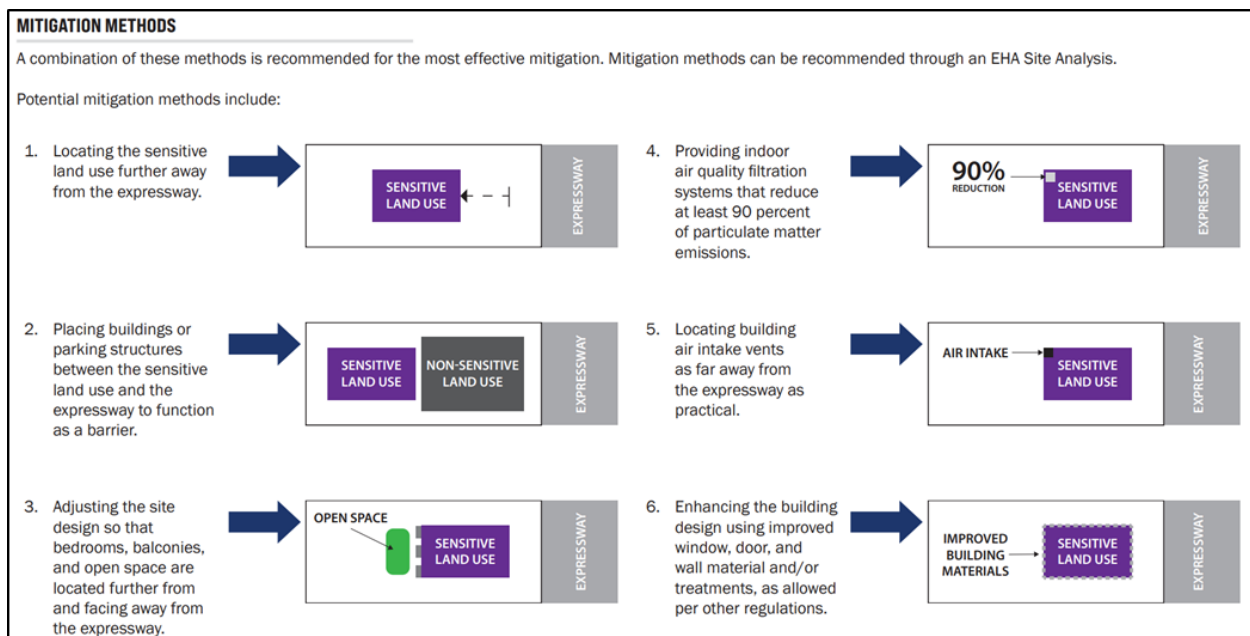 MITIGATION METHODS
A combination of these methods is recommended for the most effective mitigation. Mitigation methods can be recommended through an EHA Site Analysis.
Potential mitigation methods include:
1. Locating the sensitive
land use further away
from the expressway.
SENSITIVE
LAND USE
EXPRESSWAY
2. Placing buildings or
parking structures
between the sensitive
land use and the
expressway to function
as a barrier.
SENSITIVE
LAND USE
NON-SENSITIVE
LAND USE
EXPRESSWAY
3. Adjusting the site
design so that
bedrooms, balconies,
and open space are
located further from
and facing away from
the expressway.
OPEN SPACE
SENSITIVE
LAND USE
EXPRESSWAY
4. Providing indoor
air quality filtration
systems that reduce
at least 90 percent
of particulate matter
emissions.
90%
REDUCTION
SENSITIVE
LAND USE
EXPRESSWAY
5. Locating building
air intake vents
as far away from
the expressway as
practical.
AIR INTAKE
SENSITIVE
LAND USE
EXPRESSWAY
6. Enhancing the building
design using improved
window, door, and
wall material and/or
treatments, as allowed
per other regulations.
IMPROVED
BUILDING
MATERIALS
SENSITIVE
LAND USE
EXPRESSWAY